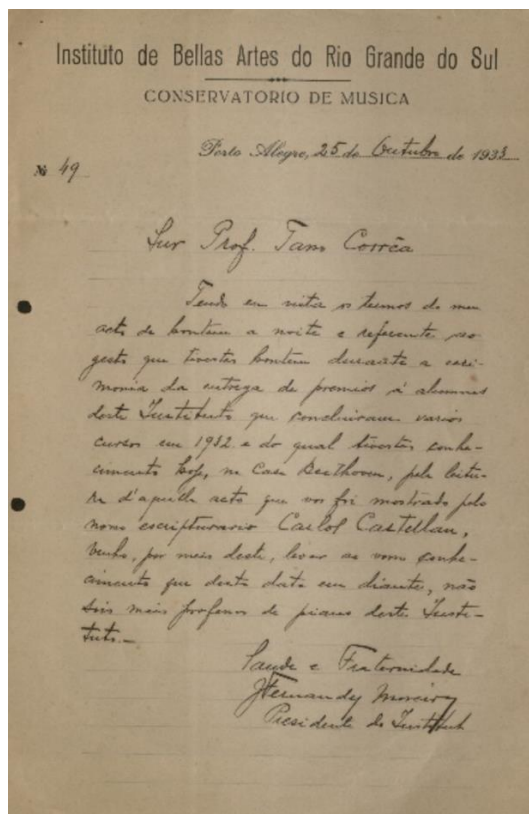 Instituto de Bellas Artes do Rio Grande do Sul
CONSERVATORIO DE MUSICA
Porto Alegre, 25 de Outubro de 1933
Nº 49
Snr Prof. Tasso Corrêa
Tendo em vista os termos do meu
acto de hontem a noite e referente ao
gesto que tivestes hontem durante a ceri-
monia da entrega de premios á alumnas
deste Instituto que concluiram varios
cursos em 1932 e do qual tivestes conhe-
cimento hoje, na Casa Beethoven, pela leitu-
ra d'aquelle acto que vos foi mostrado pelo
nosso escripturario Carlos Castellan,
venho, por meio deste, levar ao vosso conhe-
cimento que desta data em diante, não
sois mais professor de piano deste Insti-
tuto.—
Saude e Fraternidade
Fernandes Moreira
Presidente do Instituto